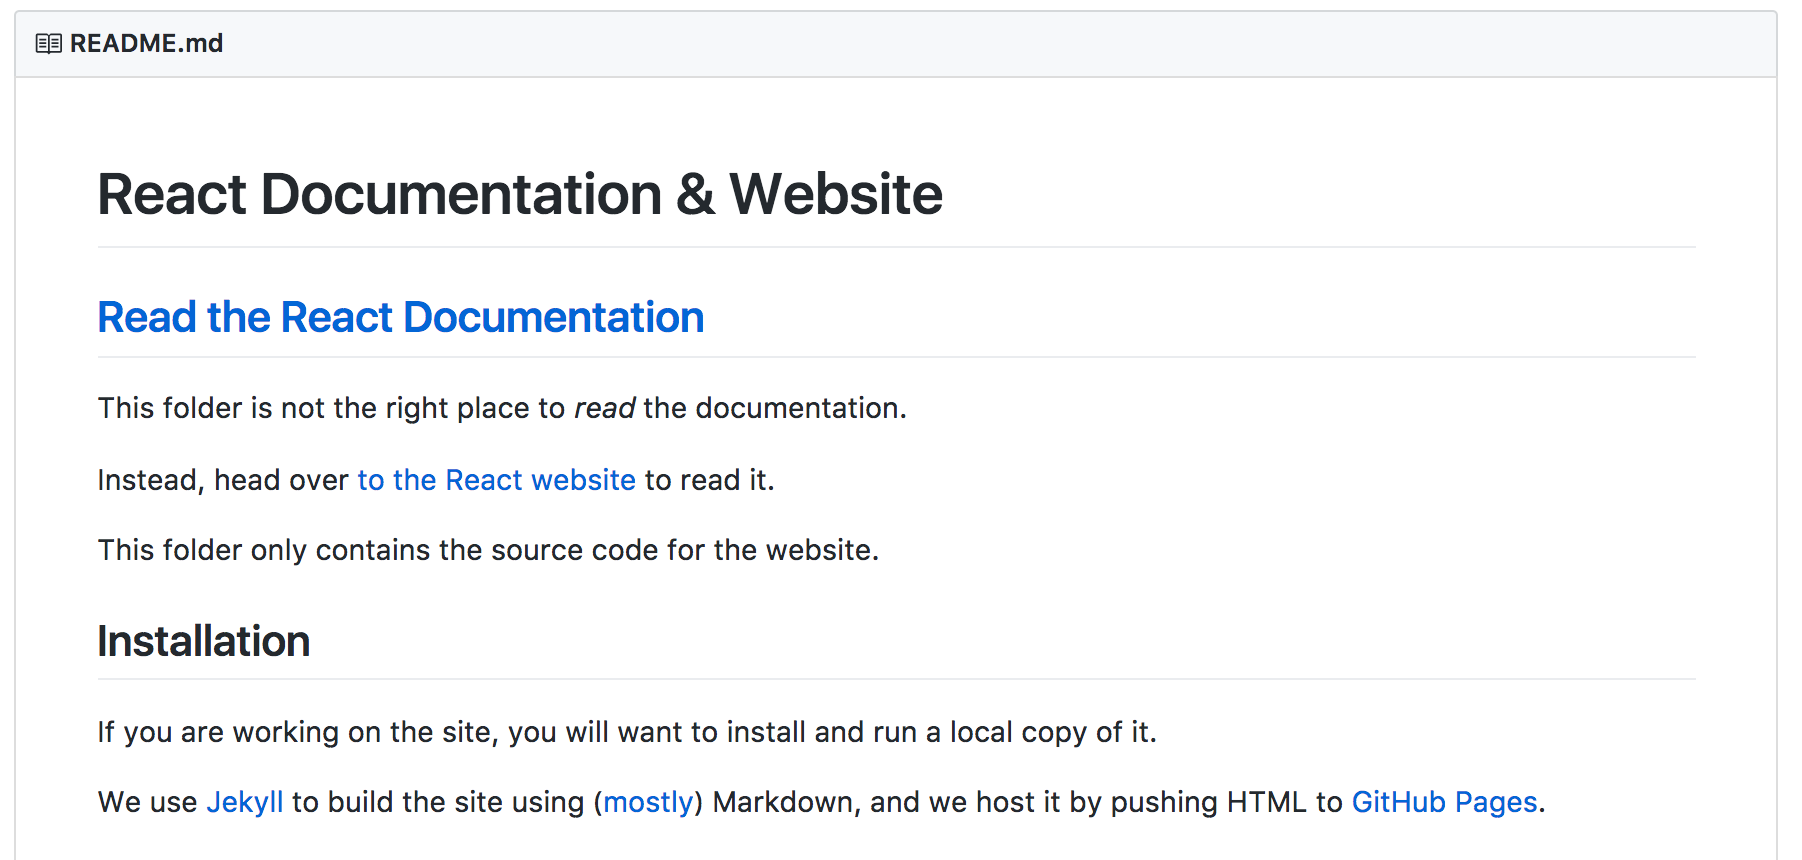 README.md
React Documentation & Website
Read the React Documentation
This folder is not the right place to read the documentation.
Instead, head over to the React website to read it.
This folder only contains the source code for the website.
Installation
If you are working on the site, you will want to install and run a local copy of it.
We use Jekyll to build the site using (mostly) Markdown, and we host it by pushing HTML to GitHub Pages.